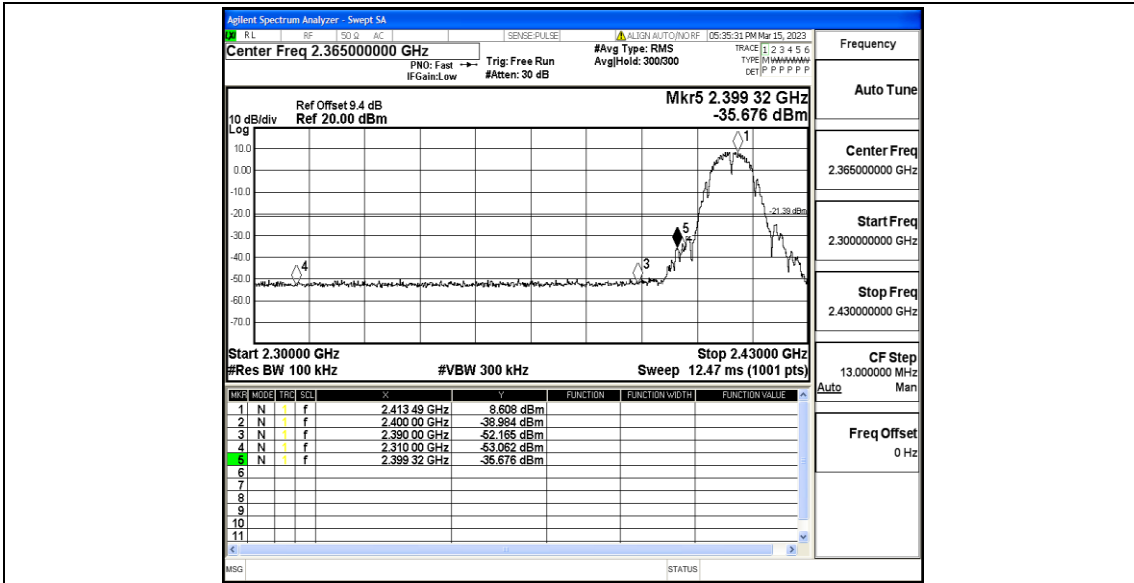 Agilent Spectrum Analyzer - Swept SA
RL RF 50 Ω AC SENSE:PULSE ALIGN AUTO/NO RF 05:35:31 PM Mar 15, 2023
Center Freq 2.365000000 GHz
PNO: Fast
IFGain:Low
Trig: Free Run
#Atten: 30 dB
#Avg Type: RMS
Avg|Hold: 300/300
TRACE 1 2 3 4 5 6
TYPE M W W W W W
DET P P P P P P
Ref Offset 9.4 dB
Ref 20.00 dBm
10 dB/div
Log
Mkr5 2.399 32 GHz
-35.676 dBm
10.0
0.00
-10.0
-20.0
-30.0
-40.0
-50.0
-60.0
-70.0
1
-21.39 dBm
5
3
4
Start 2.30000 GHz
#Res BW 100 kHz
#VBW 300 kHz
Stop 2.43000 GHz
Sweep 12.47 ms (1001 pts)
MKR MODE TRC SCL X Y FUNCTION FUNCTION WIDTH FUNCTION VALUE
1 N 1 f 2.413 49 GHz 8.608 dBm
2 N 1 f 2.400 00 GHz -38.984 dBm
3 N 1 f 2.390 00 GHz -52.165 dBm
4 N 1 f 2.310 00 GHz -53.062 dBm
5 N 1 f 2.399 32 GHz -35.676 dBm
6
7
8
9
10
11
MSG
STATUS
Frequency
Auto Tune
Center Freq
2.365000000 GHz
Start Freq
2.300000000 GHz
Stop Freq
2.430000000 GHz
CF Step
13.000000 MHz
Auto Man
Freq Offset
0 Hz